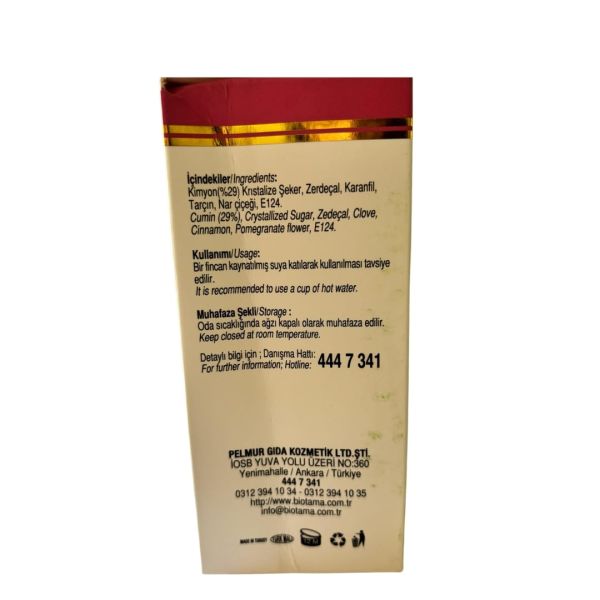 İçindekiler/Ingredients:
Kimyon(%29) Kristalize Şeker, Zerdeçal, Karanfil,
Tarçın, Nar çiçeği, E124.
Cumin (29%), Crystallized Sugar, Zedeçal, Clove,
Cinnamon, Pomegranate flower, E124.
Kullanımı/Usage:
Bir fincan kaynatılmış suya katılarak kullanılması tavsiye
edilir.
It is recommended to use a cup of hot water.
Muhafaza Şekli/Storage :
Oda sıcaklığında ağzı kapalı olarak muhafaza edilir.
Keep closed at room temperature.
Detaylı bilgi için ; Danışma Hattı: 444 7 341
For further information; Hotline:
PELMUR GIDA KOZMETİK LTD.ŞTİ.
İOSB YUVA YOLU ÜZERİ NO:360
Yenimahalle / Ankara / Türkiye
444 7 341
0312 394 10 34 - 0312 394 10 35
http://www.biotama.com.tr
info@biotama.com.tr
MADE IN TURKEY TÜRK MALI